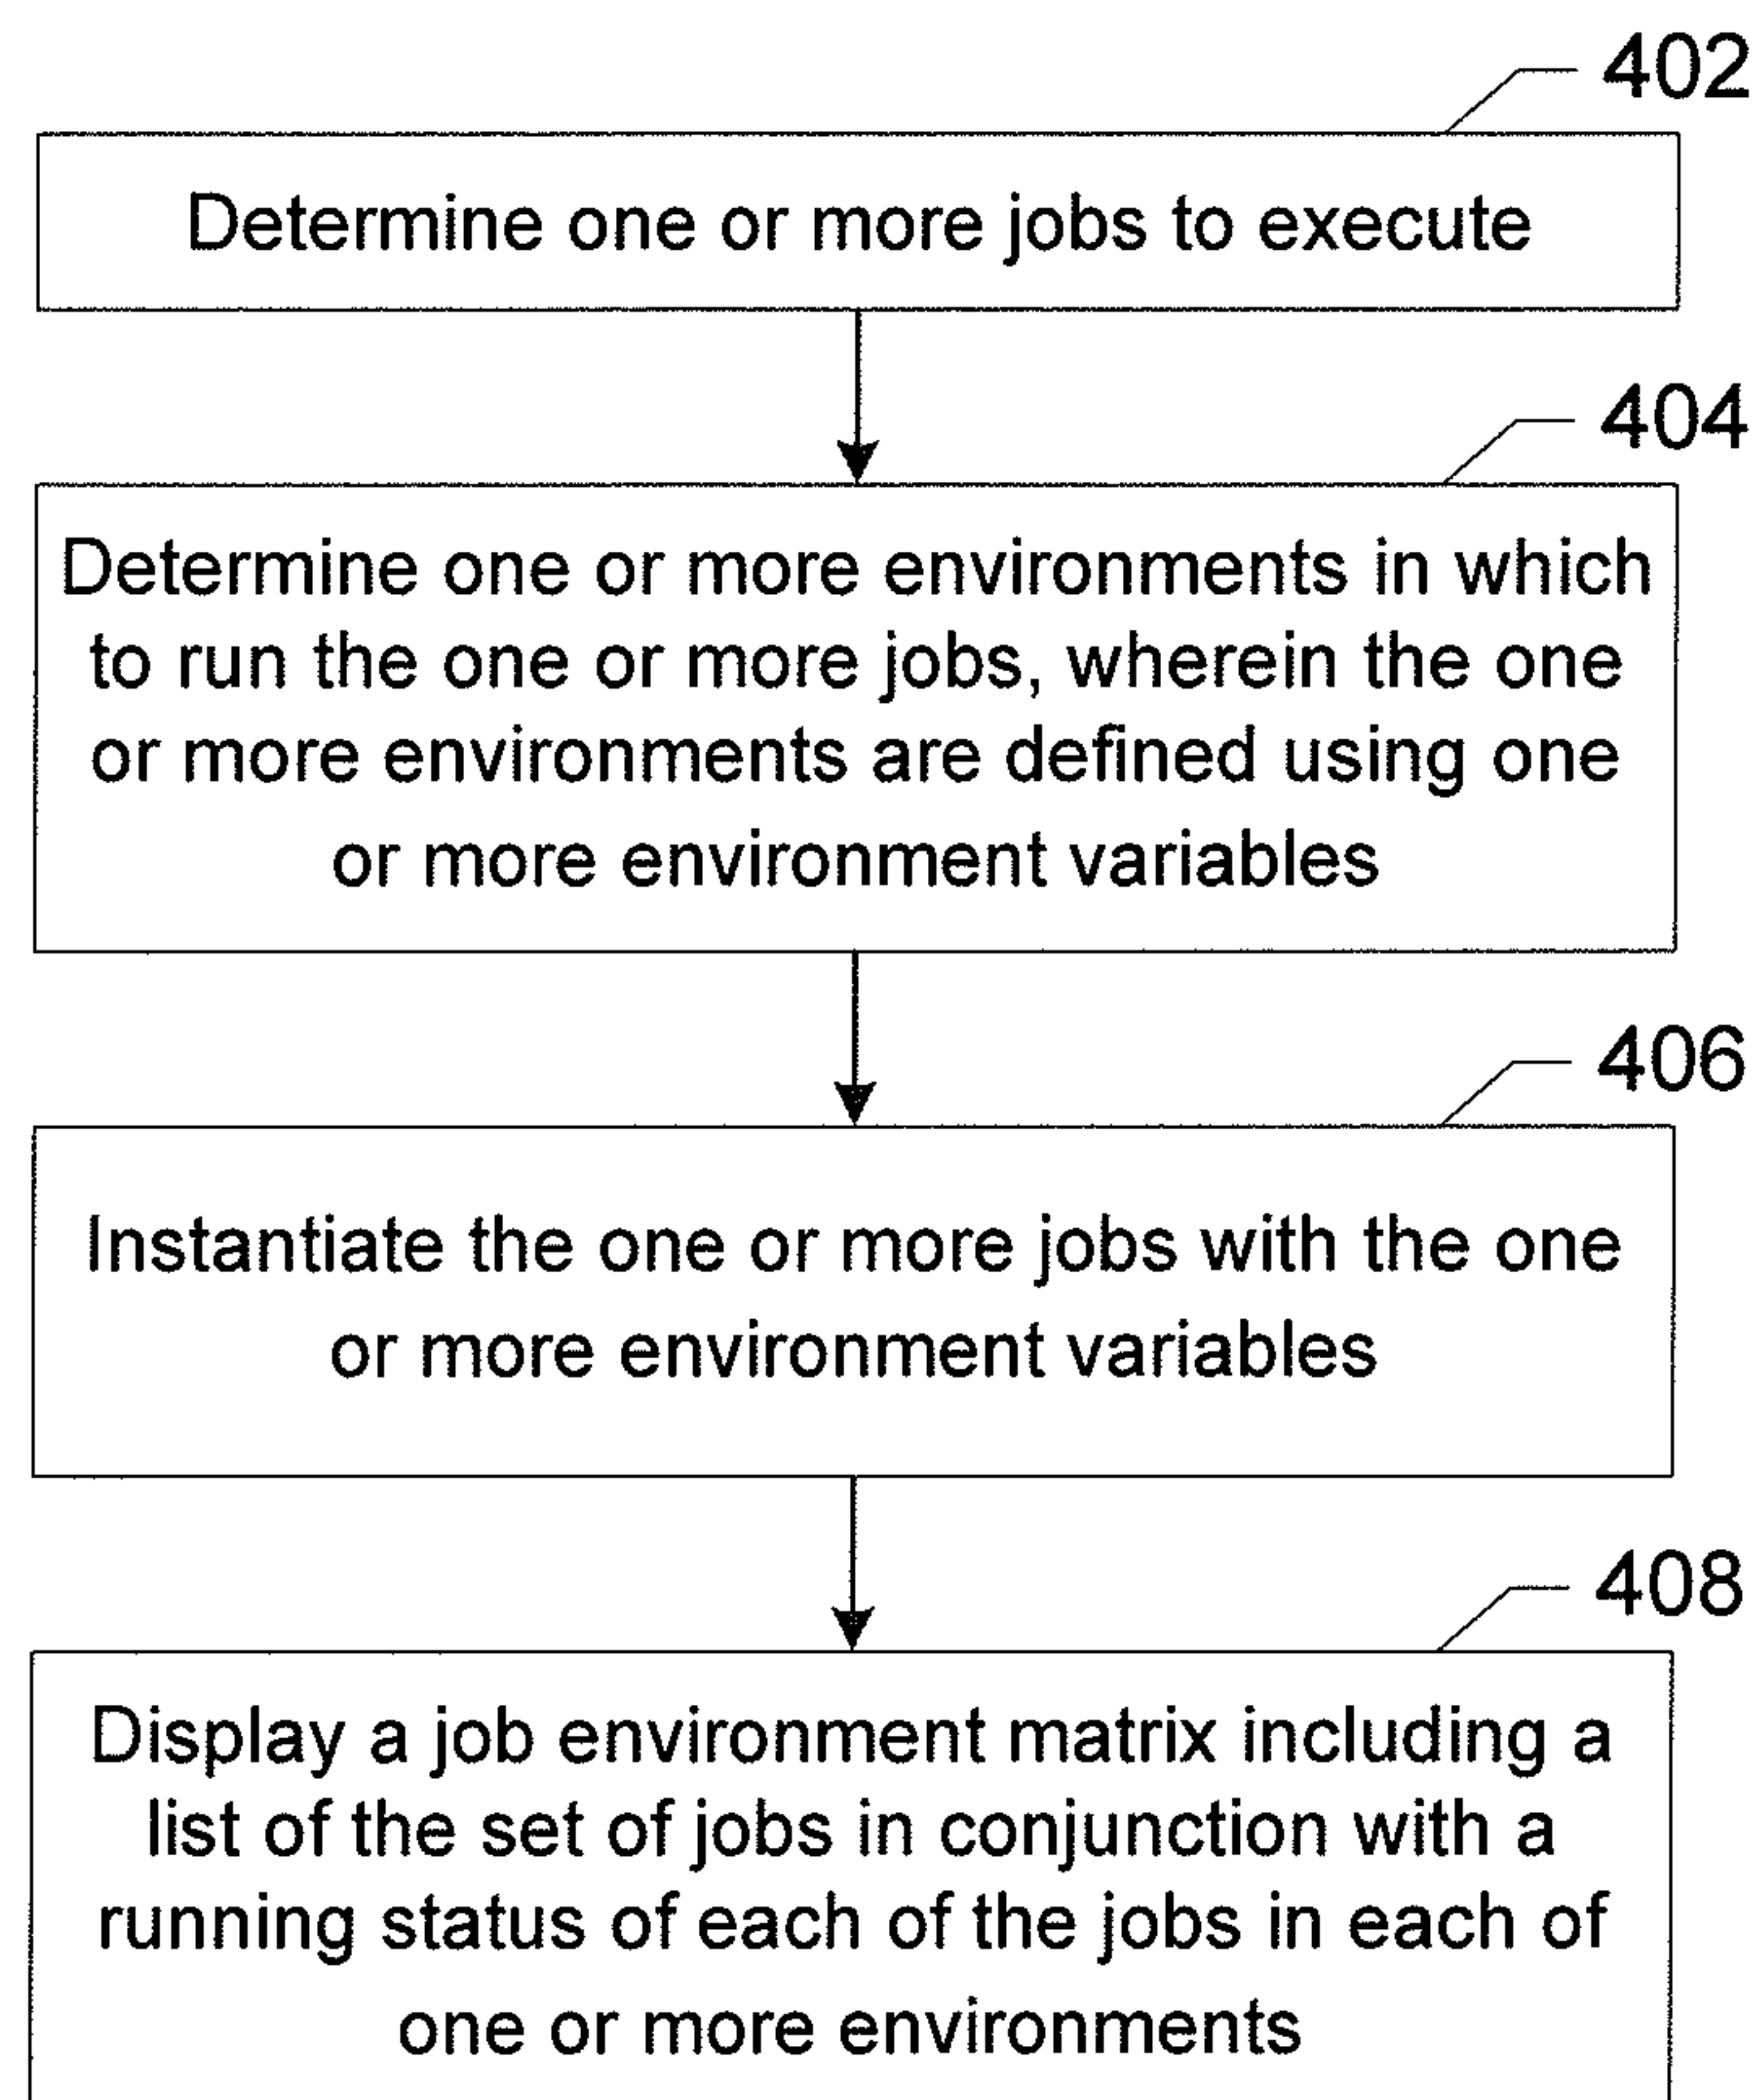 402
Determine one or more jobs to execute
404
Determine one or more environments in which
to run the one or more jobs, wherein the one
or more environments are defined using one
or more environment variables
406
Instantiate the one or more jobs with the one
or more environment variables
408
Display a job environment matrix including a
list of the set of jobs in conjunction with a
running status of each of the jobs in each of
one or more environments